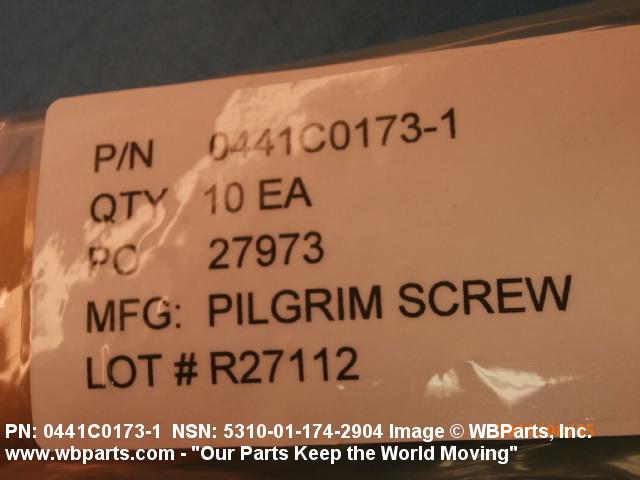 P/N 0441C0173-1
QTY 10 EA
PO 27973
MFG: PILGRIM SCREW
LOT # R27112
PN: 0441C0173-1 NSN: 5310-01-174-2904 Image © WBParts, Inc.
www.wbparts.com - "Our Parts Keep the World Moving"